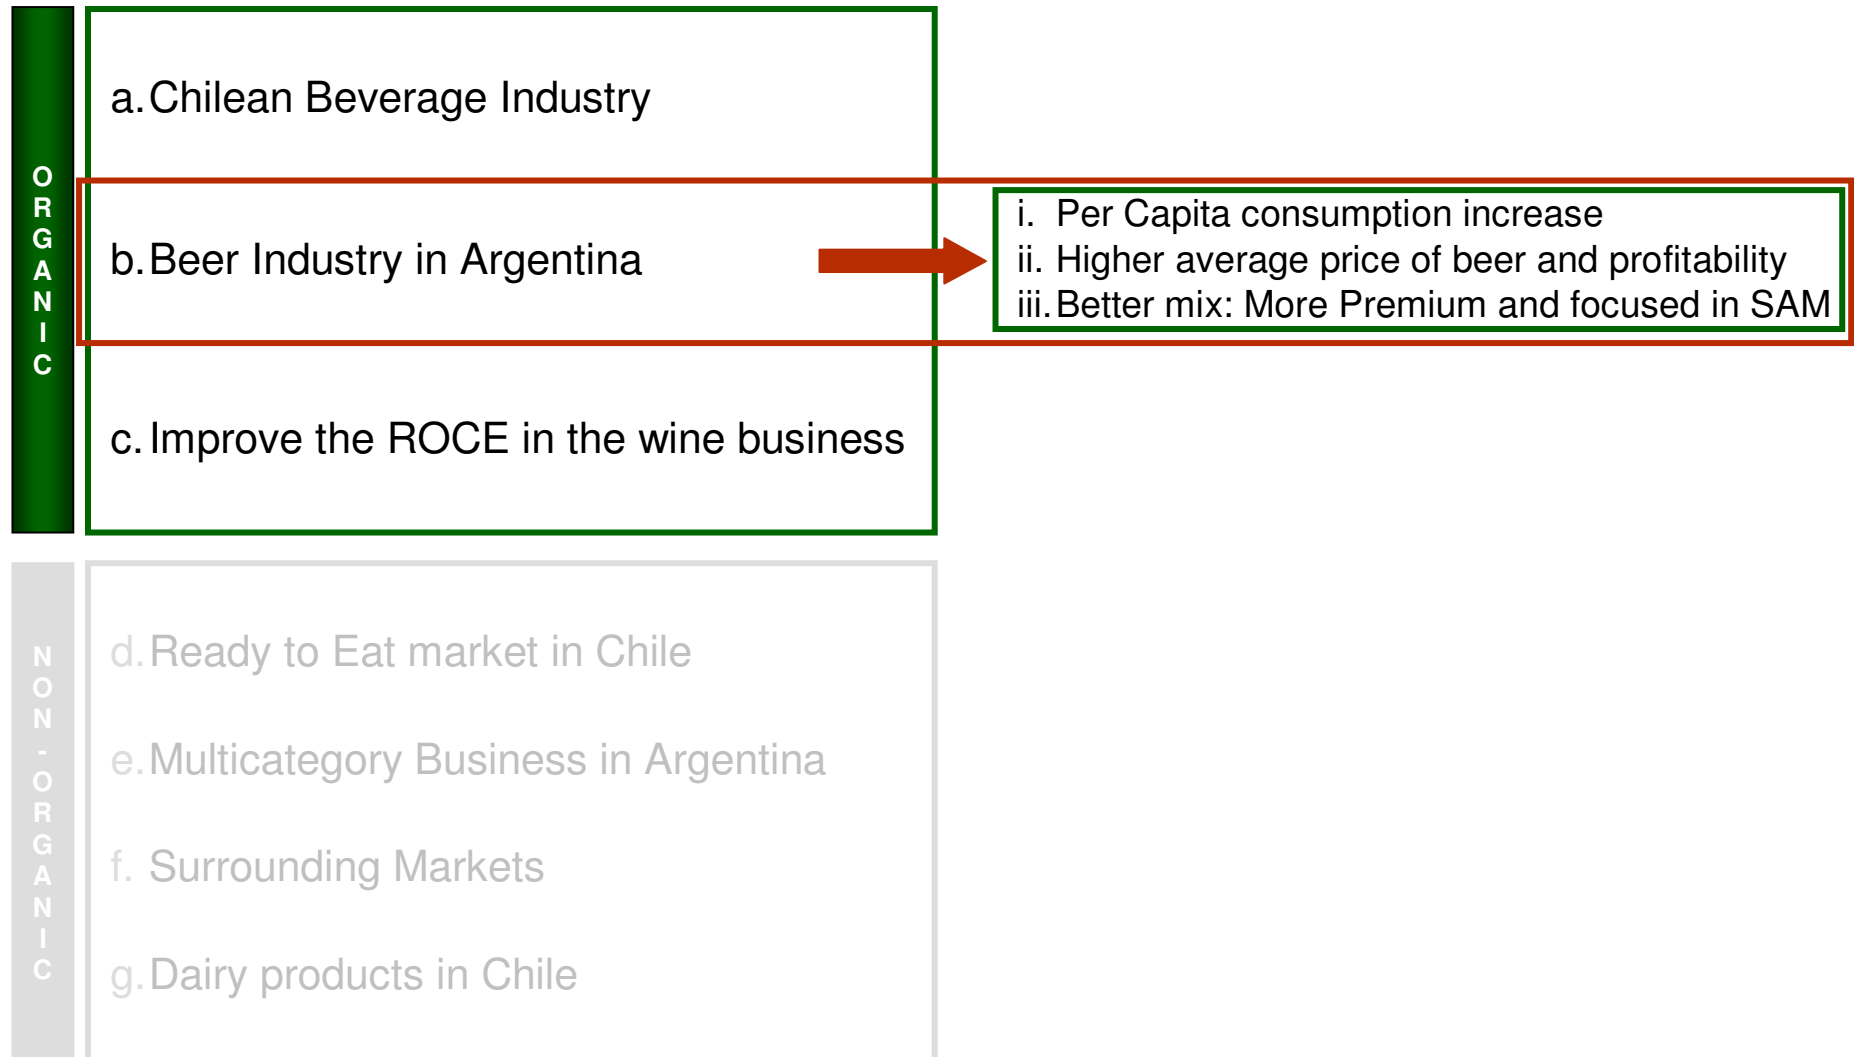 ORGANIC
a. Chilean Beverage Industry
b. Beer Industry in Argentina
i. Per Capita consumption increase
ii. Higher average price of beer and profitability
iii. Better mix: More Premium and focused in SAM
c. Improve the ROCE in the wine business
NON-ORGANIC
d. Ready to Eat market in Chile
e. Multicategory Business in Argentina
f. Surrounding Markets
g. Dairy products in Chile